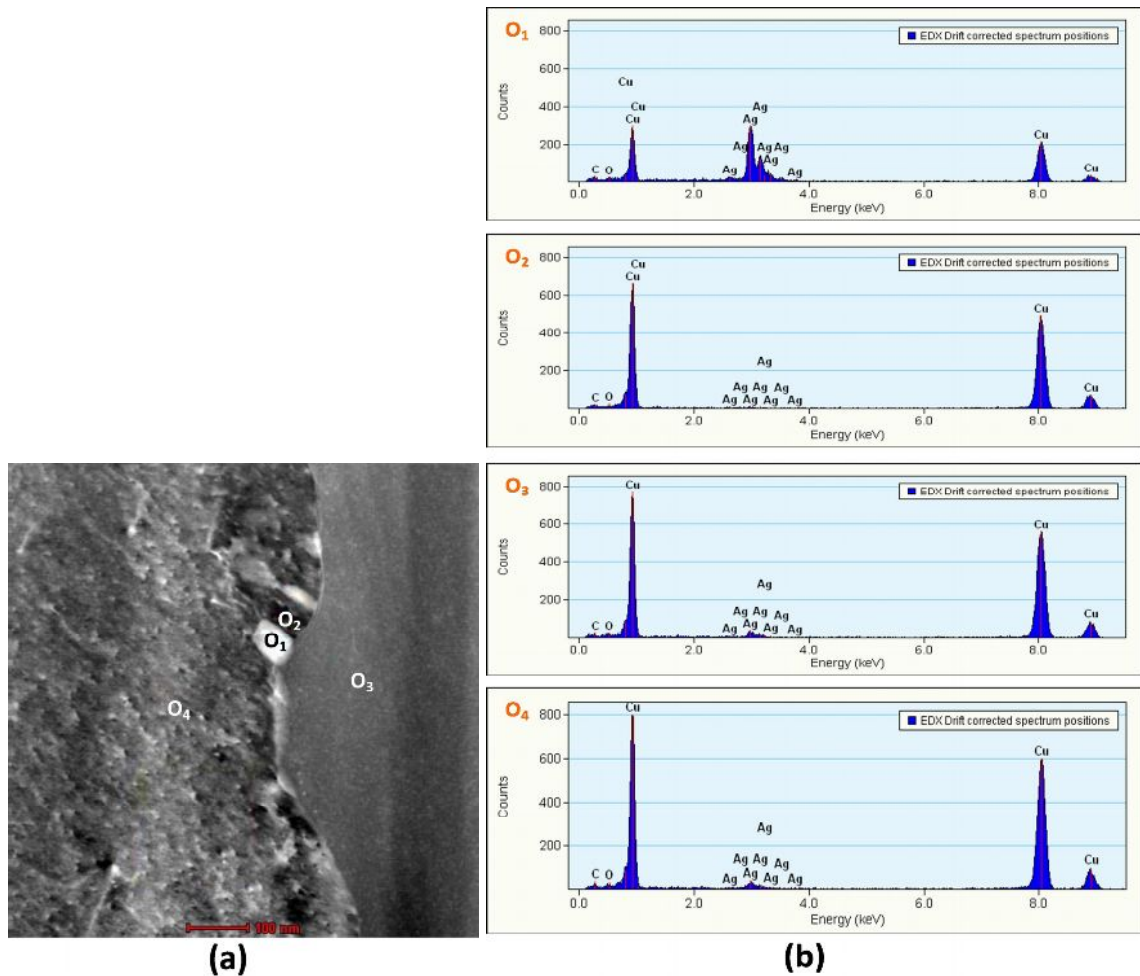 O₁
800
EDX Drift corrected spectrum positions
600
Cu
Counts
400
Cu Ag
Cu Ag
200
Ag Ag Ag Cu
Ag
C O Ag Ag Cu
0.0 2.0 4.0 6.0 8.0
Energy (keV)
O₂
800
EDX Drift corrected spectrum positions
Cu
Cu
600
Counts
400
Cu
Ag
200
Ag Ag Ag Cu
C O Ag Ag Ag Ag
0.0 2.0 4.0 6.0 8.0
Energy (keV)
O₃
800
EDX Drift corrected spectrum positions
Cu
600
Counts
Cu
400
Ag
200
Ag Ag Ag
Ag
C O Ag Ag Ag Cu
0.0 2.0 4.0 6.0 8.0
Energy (keV)
O₄
800
EDX Drift corrected spectrum positions
Cu
600
Counts
Cu
400
Ag
200
Ag Ag Ag
Ag
C O Ag Ag Ag Cu
0.0 2.0 4.0 6.0 8.0
Energy (keV)
O₂
O₁
O₃
O₄
100 nm
(a) (b)